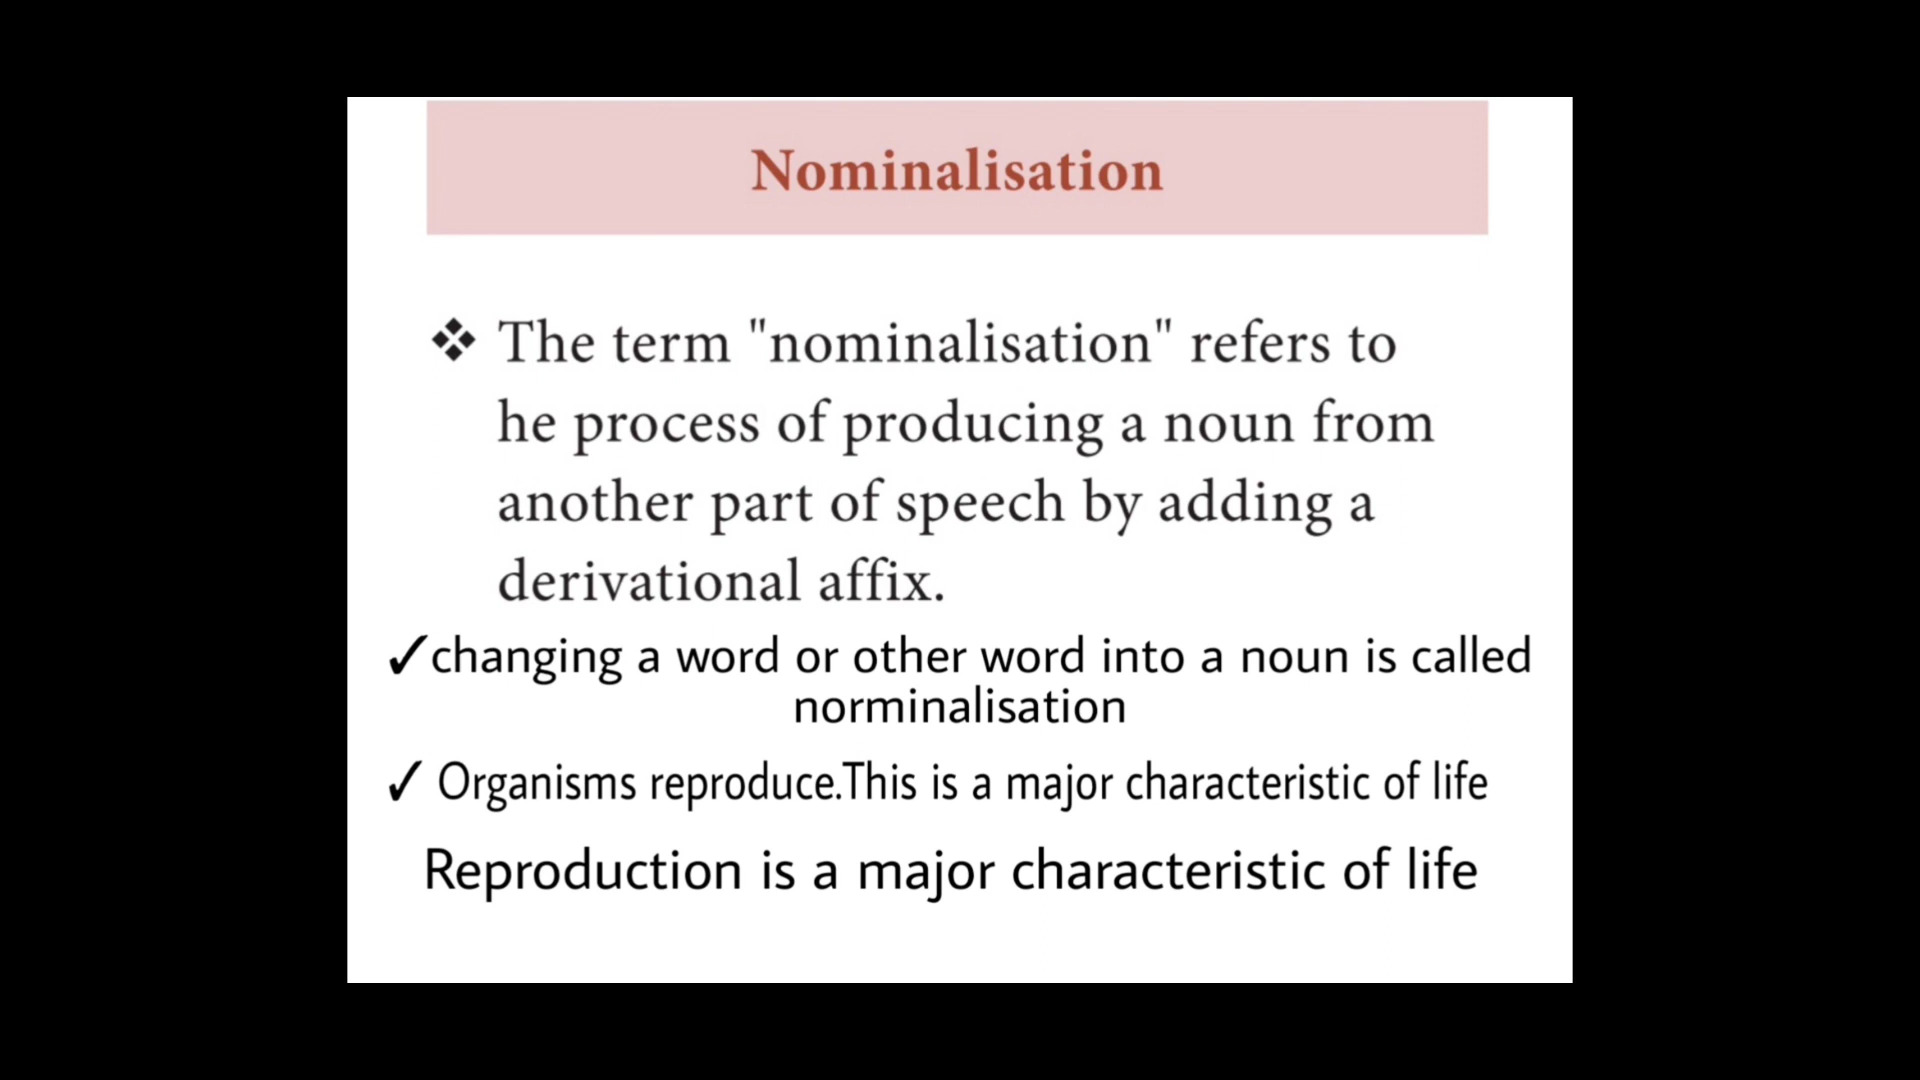 Nominalisation
❖ The term "nominalisation" refers to
he process of producing a noun from
another part of speech by adding a
derivational affix.
✓changing a word or other word into a noun is called
norminalisation
✓ Organisms reproduce.This is a major characteristic of life
Reproduction is a major characteristic of life